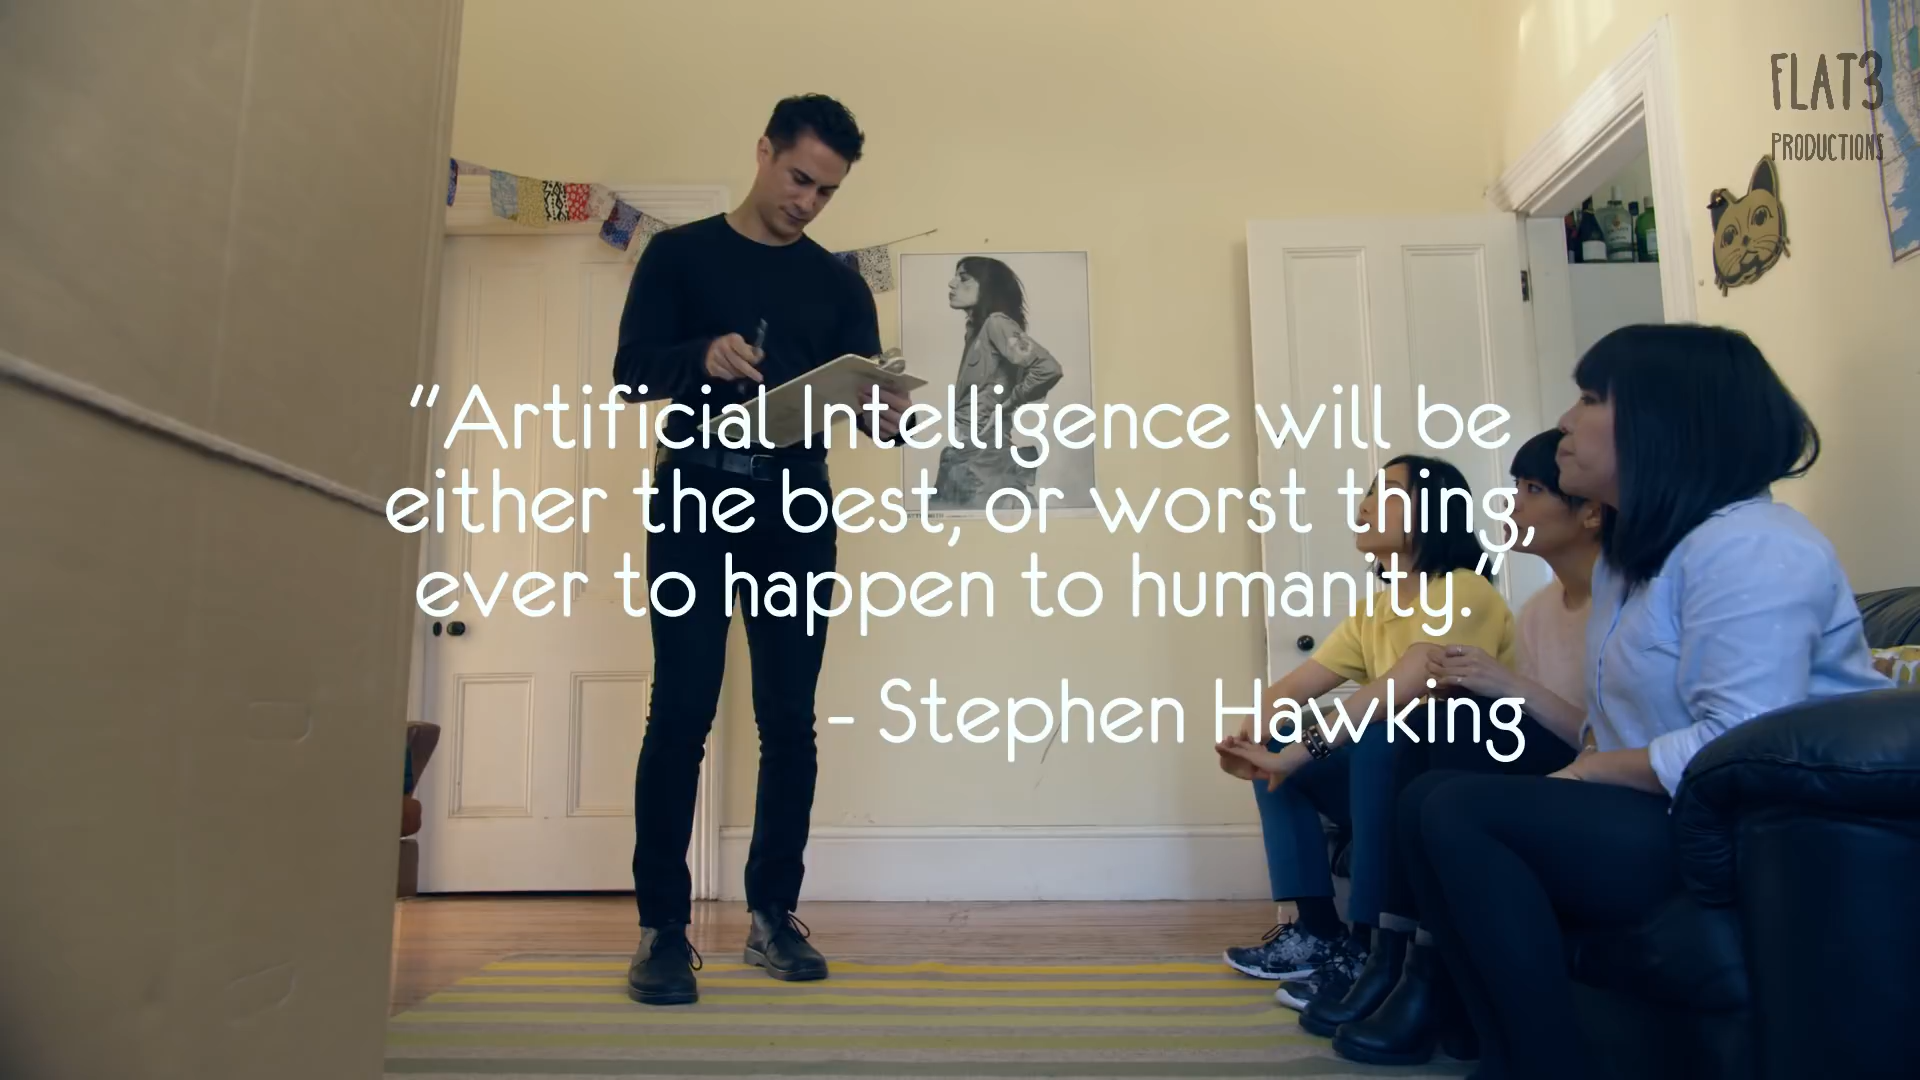 FLAT3
PRODUCTIONS
"Artificial Intelligence will be
either the best, or worst thing,
ever to happen to humanity."
- Stephen Hawking